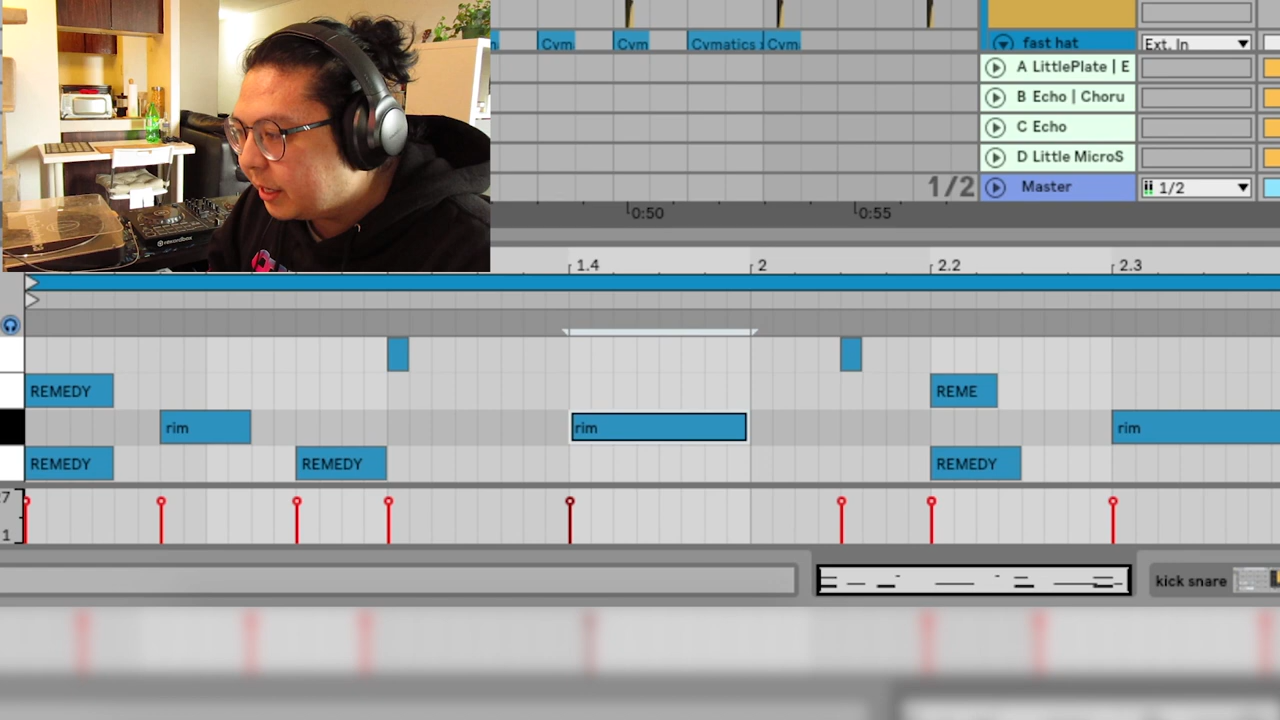 Cvm
Cvm
Cvmatics
Cvm
fast hat
Ext. In
A LittlePlate | E
B Echo | Choru
C Echo
D Little MicroS
1/2
Master
1/2
0:50
0:55
rekordbox
1.4
2
2.2
2.3
REMEDY
REME
rim
rim
rim
REMEDY
REMEDY
REMEDY
1
kick snare